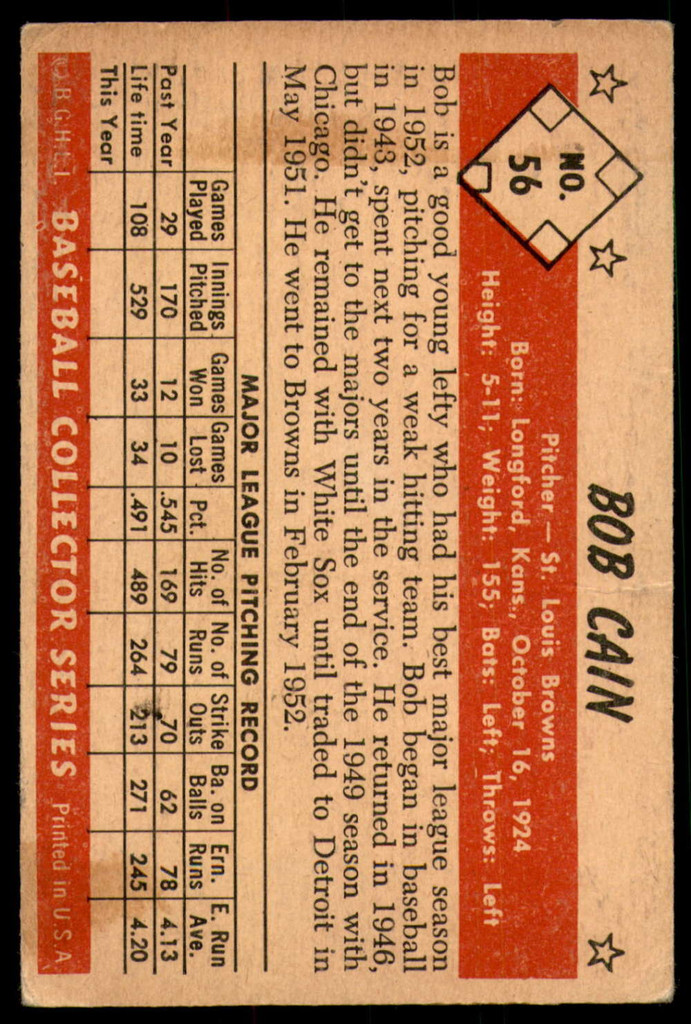 BOB CAIN
NO.
56
Pitcher — St. Louis Browns
Born: Longford, Kans., October 16, 1924
Height: 5-11; Weight: 155; Bats: Left; Throws: Left
Bob is a good young lefty who had his best major league season
in 1952, pitching for a weak hitting team. Bob began in baseball
in 1943, spent next two years in the service. He returned in 1946,
but didn't get to the majors until the end of the 1949 season with
Chicago. He remained with White Sox until traded to Detroit in
May 1951. He went to Browns in February 1952.
MAJOR LEAGUE PITCHING RECORD
Games Innings Games Games No. of No. of Strike Ba. on Ern. E. Run
Played Pitched Won Lost Pct. Hits Runs Outs Balls Runs Ave.
Past Year 29 170 12 10 .545 169 79 70 62 78 4.13
Life time 108 529 33 34 .491 489 264 213 271 245 4.20
This Year
© B.G.H.L.I. BASEBALL COLLECTOR SERIES Printed in U.S.A.